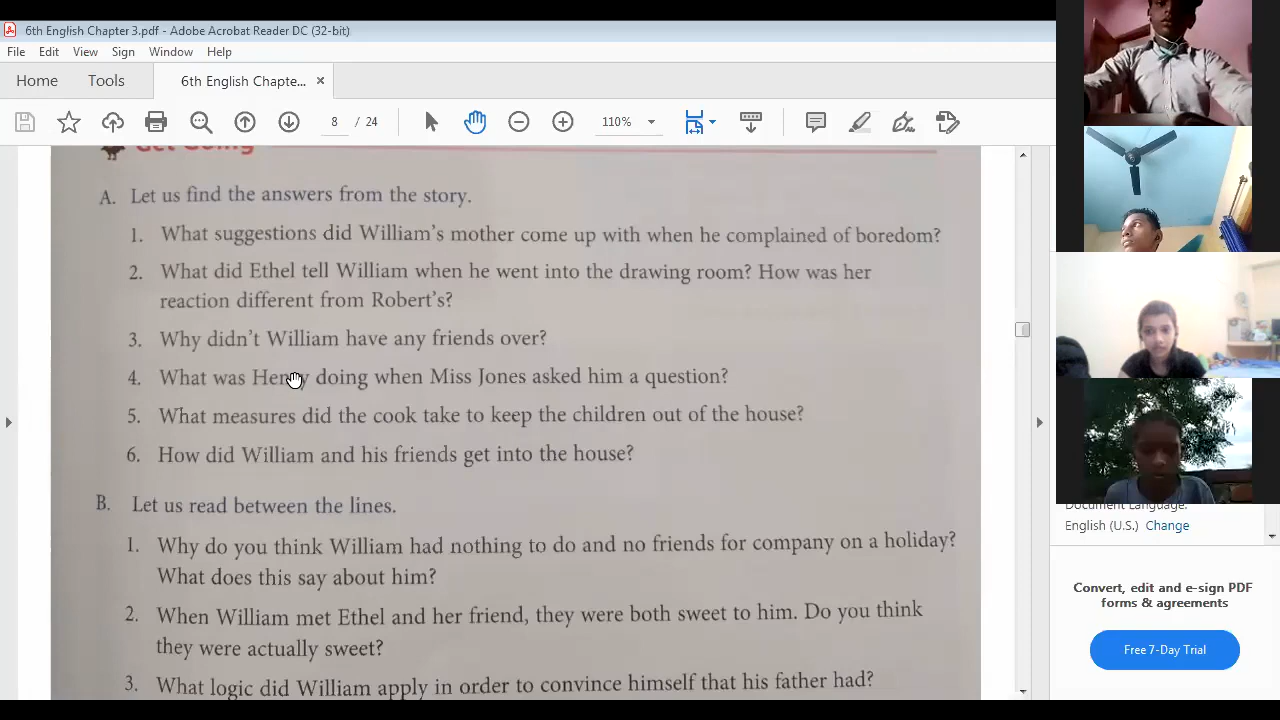 6th English Chapter 3.pdf - Adobe Acrobat Reader DC (32-bit)
File Edit View Sign Window Help
Home Tools 6th English Chapte... ×
8 / 24 110%
Get Going
A. Let us find the answers from the story.
1. What suggestions did William's mother come up with when he complained of boredom?
2. What did Ethel tell William when he went into the drawing room? How was her
reaction different from Robert's?
3. Why didn't William have any friends over?
4. What was Henry doing when Miss Jones asked him a question?
5. What measures did the cook take to keep the children out of the house?
6. How did William and his friends get into the house?
B. Let us read between the lines.
1. Why do you think William had nothing to do and no friends for company on a holiday?
What does this say about him?
2. When William met Ethel and her friend, they were both sweet to him. Do you think
they were actually sweet?
3. What logic did William apply in order to convince himself that his father had?
Document Language:
English (U.S.) Change
Convert, edit and e-sign PDF
forms & agreements
Free 7-Day Trial